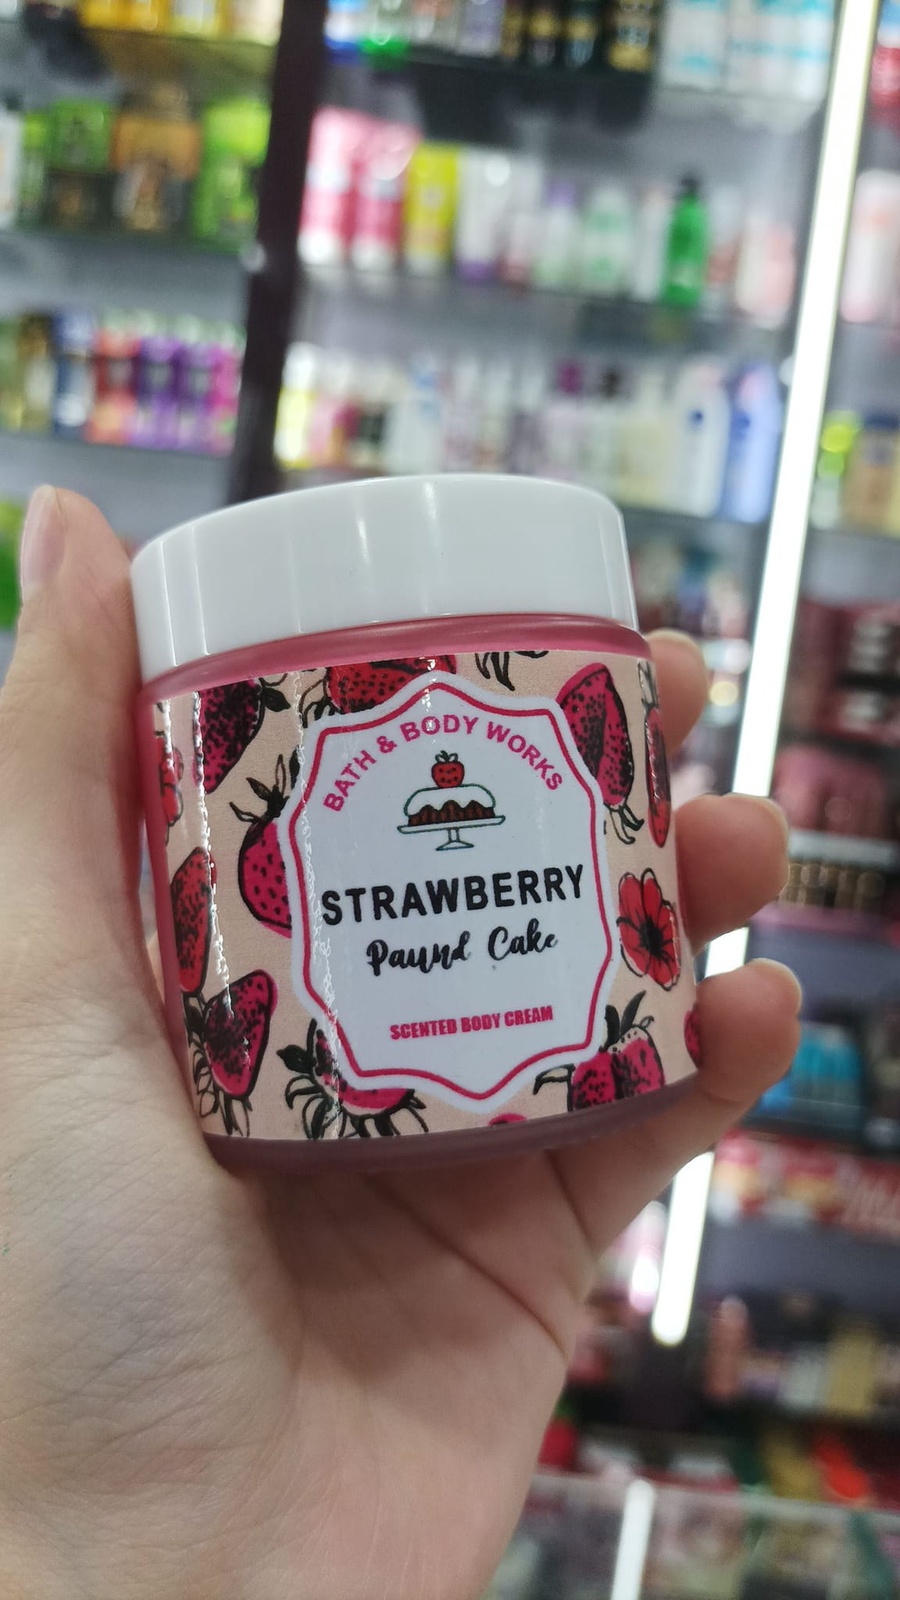 BATH & BODY WORKS
STRAWBERRY
Paund Cake
SCENTED BODY CREAM